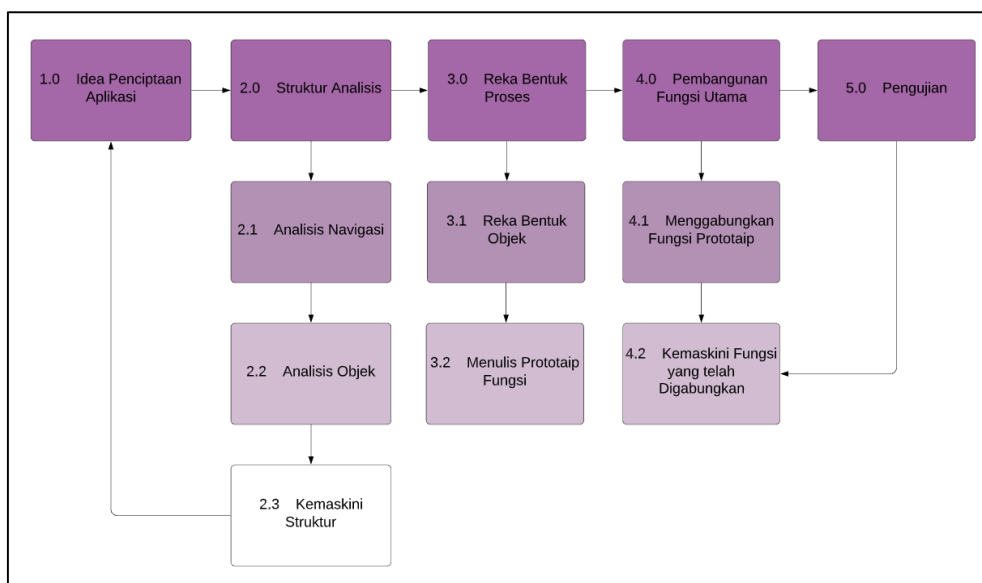 1.0 Idea Penciptaan
Aplikasi
2.0 Struktur Analisis
3.0 Reka Bentuk
Proses
4.0 Pembangunan
Fungsi Utama
5.0 Pengujian
2.1 Analisis Navigasi
3.1 Reka Bentuk
Objek
4.1 Menggabungkan
Fungsi Prototaip
2.2 Analisis Objek
3.2 Menulis Prototaip
Fungsi
4.2 Kemaskini Fungsi
yang telah
Digabungkan
2.3 Kemaskini
Struktur